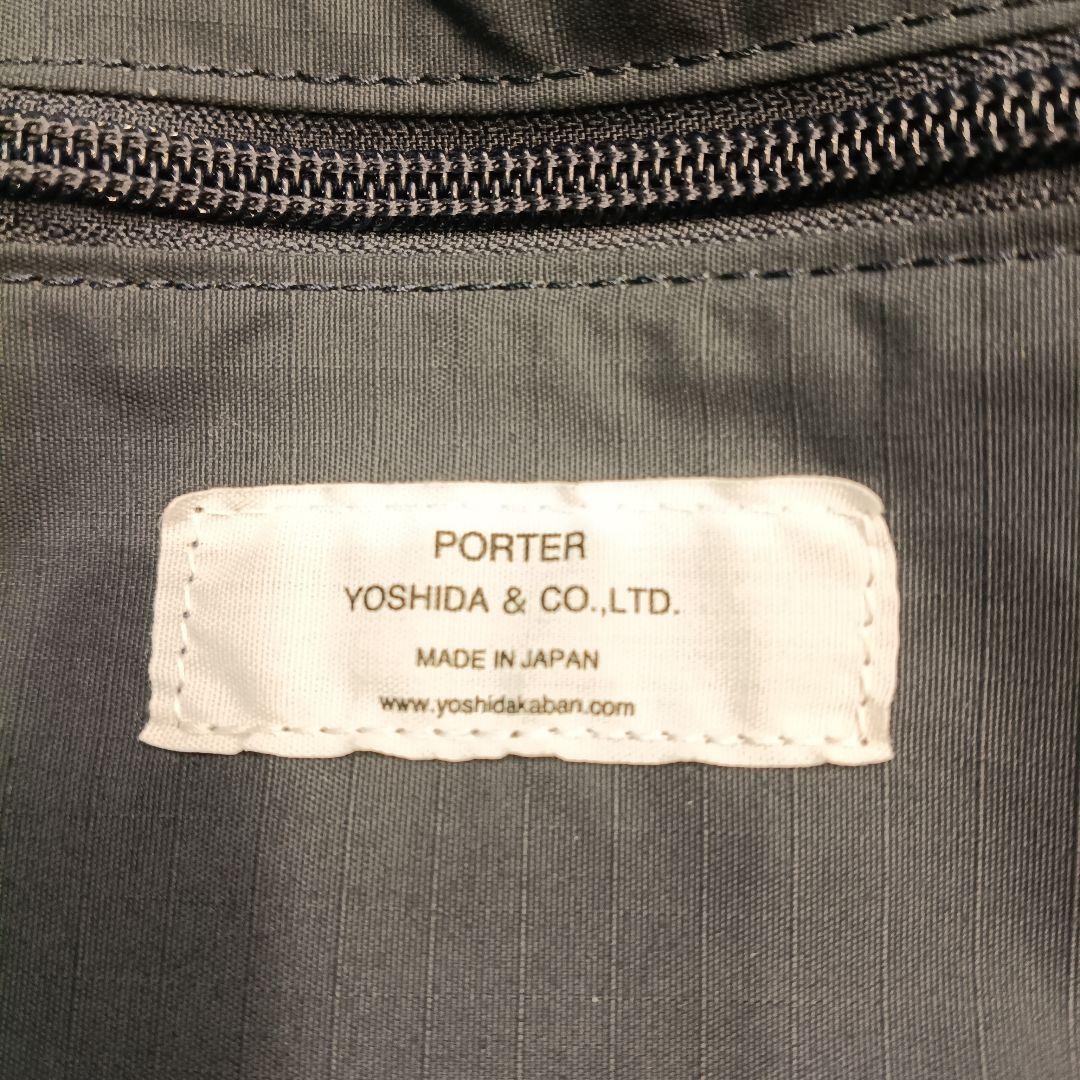 PORTER
YOSHIDA & CO.,LTD.
MADE IN JAPAN
www.yoshidakaban.com